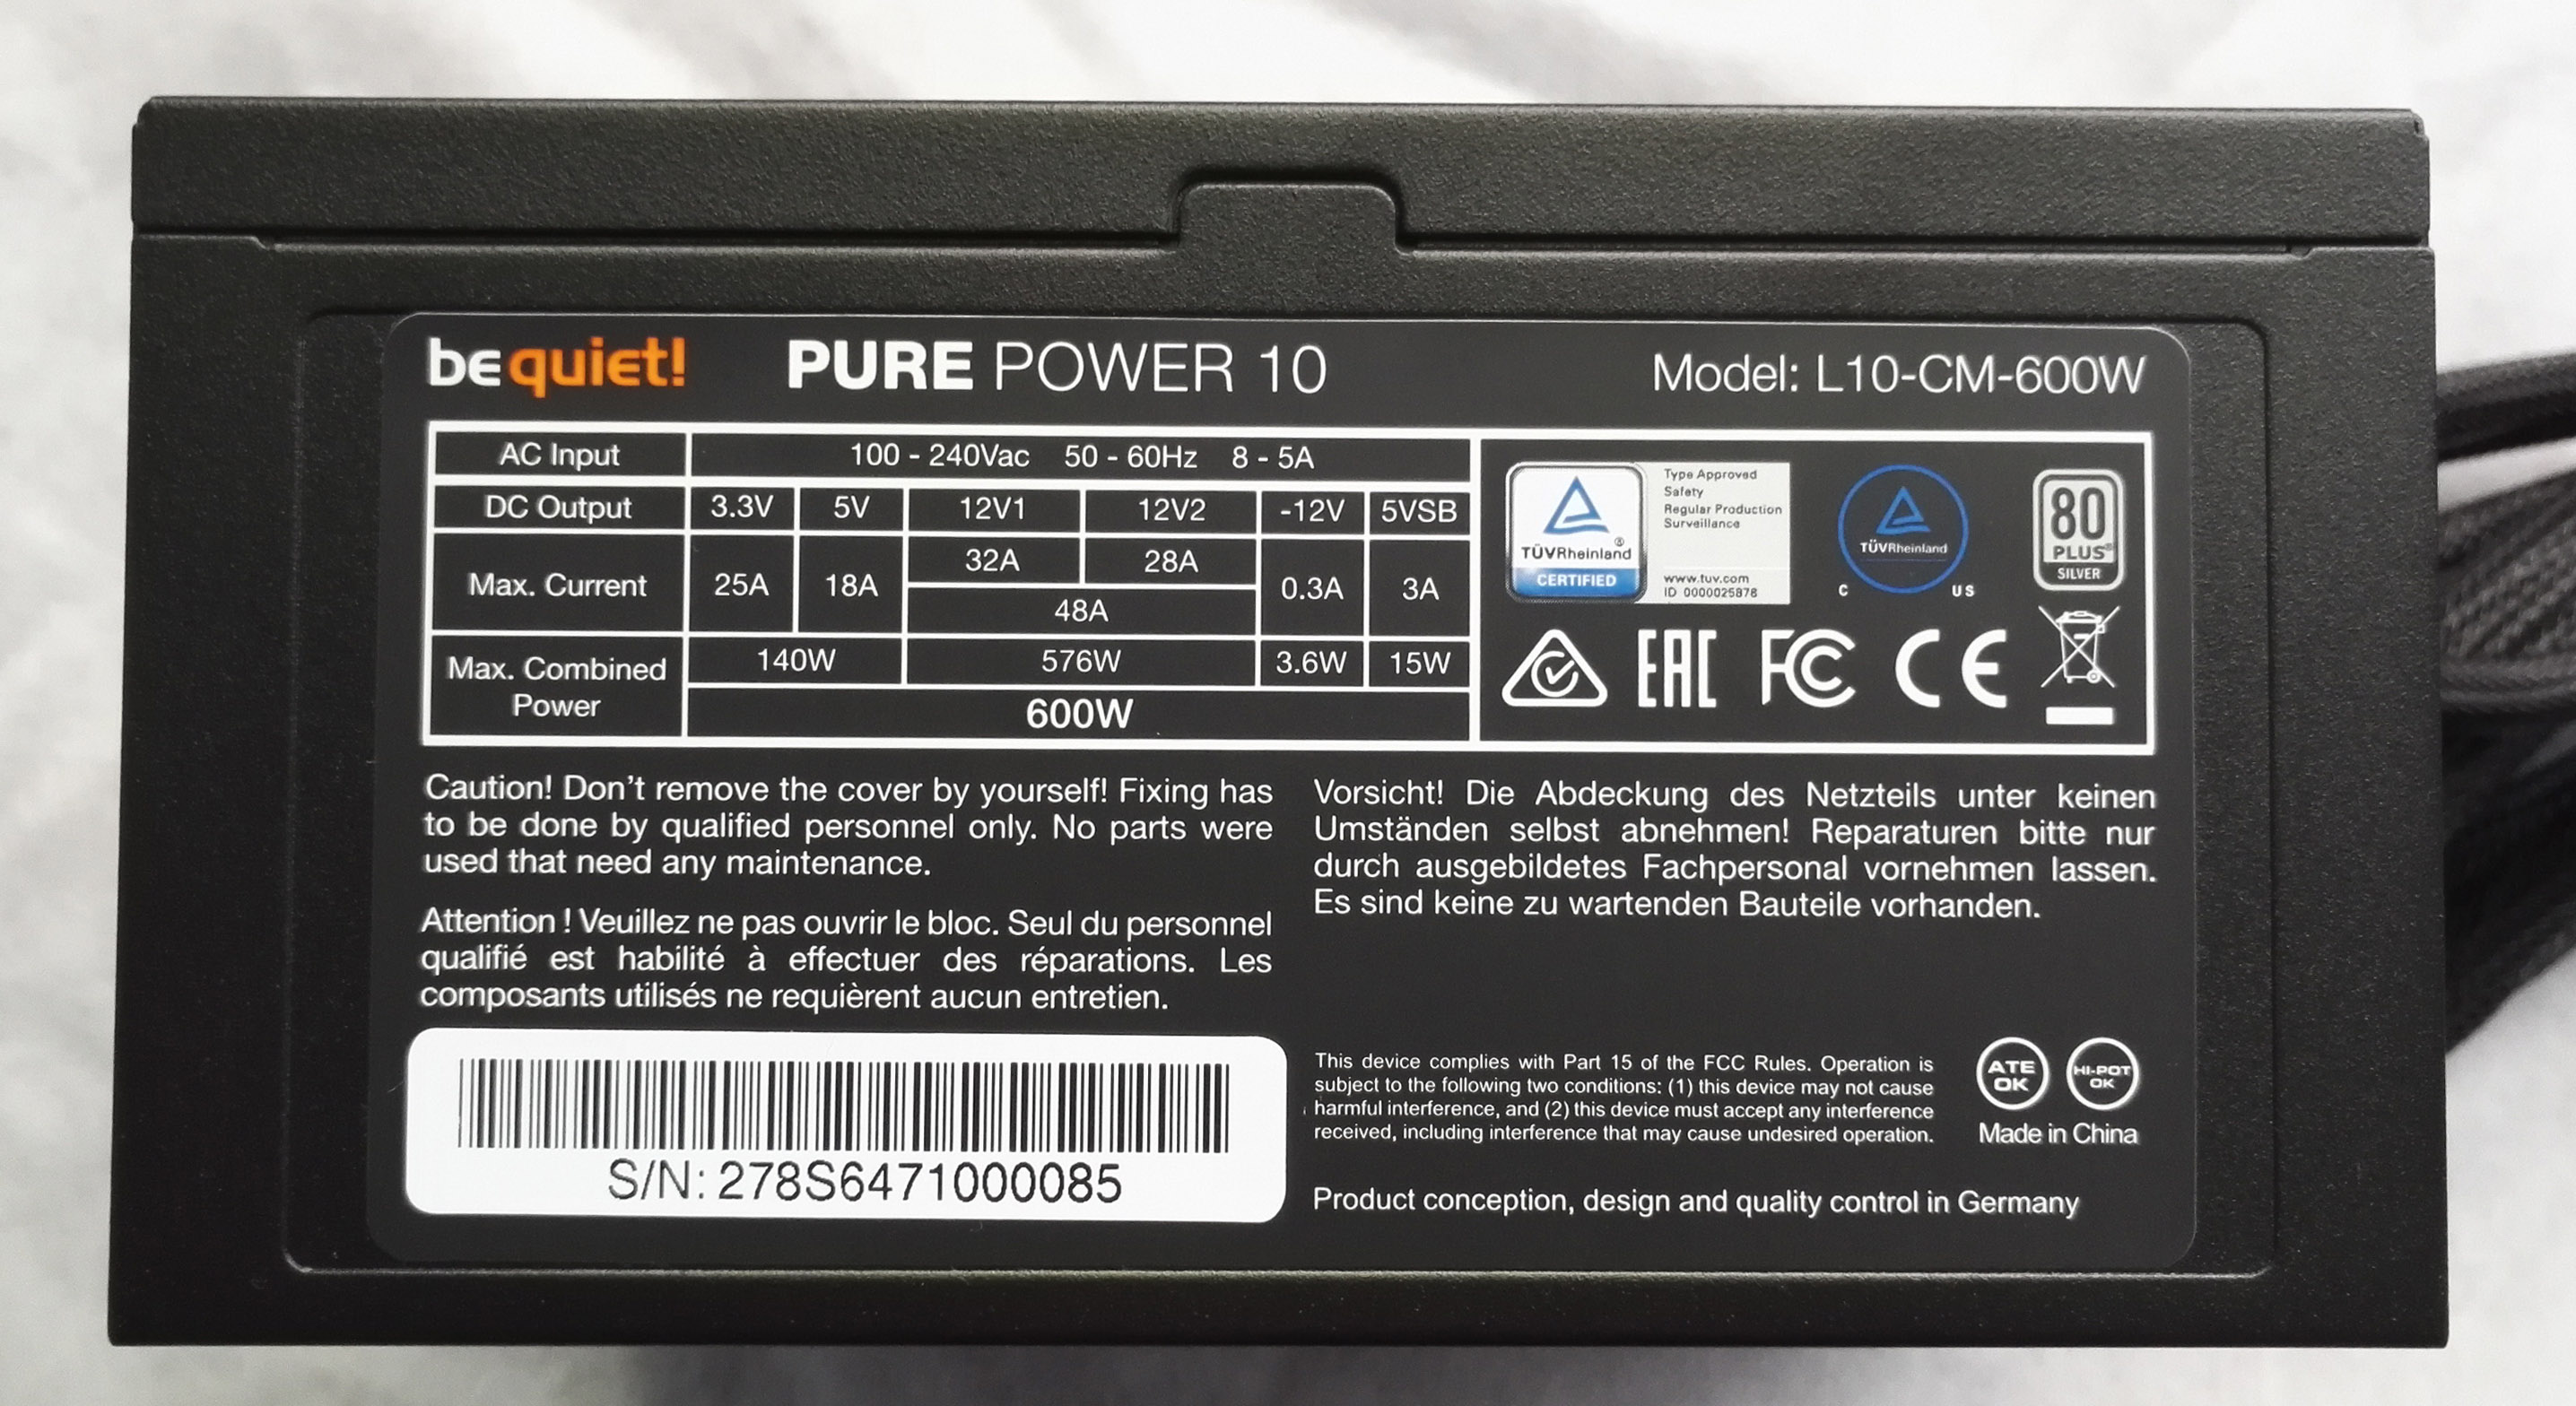 be quiet! PURE POWER 10 Model: L10-CM-600W
AC Input 100 - 240Vac 50 - 60Hz 8 - 5A
DC Output 3.3V 5V 12V1 12V2 -12V 5VSB
Max. Current 25A 18A 32A 28A 0.3A 3A
48A
Max. Combined Power 140W 576W 3.6W 15W
600W
TÜVRheinland®
CERTIFIED
Type Approved
Safety
Regular Production
Surveillance
www.tuv.com
ID 0000025878
TÜVRheinland
C US
80
PLUS®
SILVER
EAC FC CE
Caution! Don't remove the cover by yourself! Fixing has
to be done by qualified personnel only. No parts were
used that need any maintenance.
Attention ! Veuillez ne pas ouvrir le bloc. Seul du personnel
qualifié est habilité à effectuer des réparations. Les
composants utilisés ne requièrent aucun entretien.
Vorsicht! Die Abdeckung des Netzteils unter keinen
Umständen selbst abnehmen! Reparaturen bitte nur
durch ausgebildetes Fachpersonal vornehmen lassen.
Es sind keine zu wartenden Bauteile vorhanden.
S/N: 278S6471000085
This device complies with Part 15 of the FCC Rules. Operation is
subject to the following two conditions: (1) this device may not cause
harmful interference, and (2) this device must accept any interference
received, including interference that may cause undesired operation.
ATE
OK
HI-POT
OK
Made in China
Product conception, design and quality control in Germany